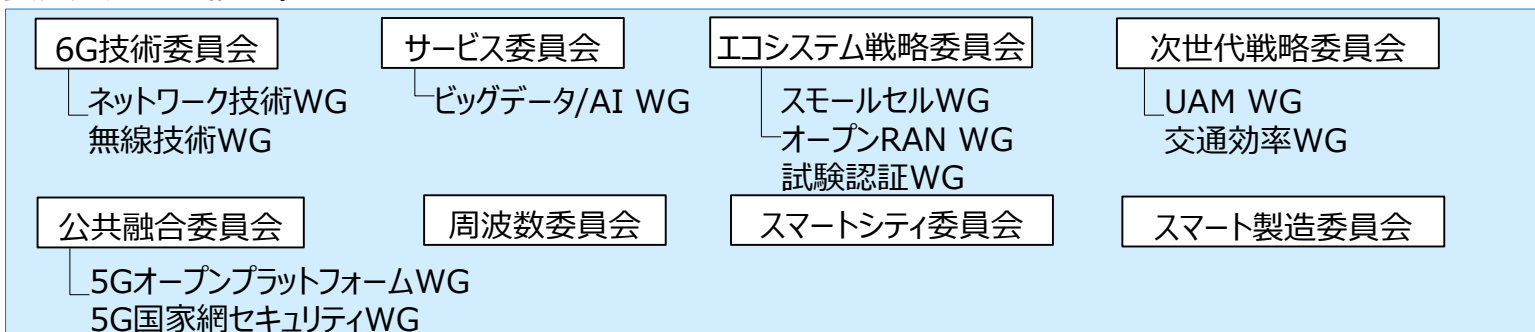 6G技術委員会
ネットワーク技術WG
無線技術WG
サービス委員会
ビッグデータ/AI WG
エコシステム戦略委員会
スモールセルWG
オープンRAN WG
試験認証WG
次世代戦略委員会
UAM WG
交通効率WG
公共融合委員会
5GオープンプラットフォームWG
5G国家網セキュリティWG
周波数委員会
スマートシティ委員会
スマート製造委員会